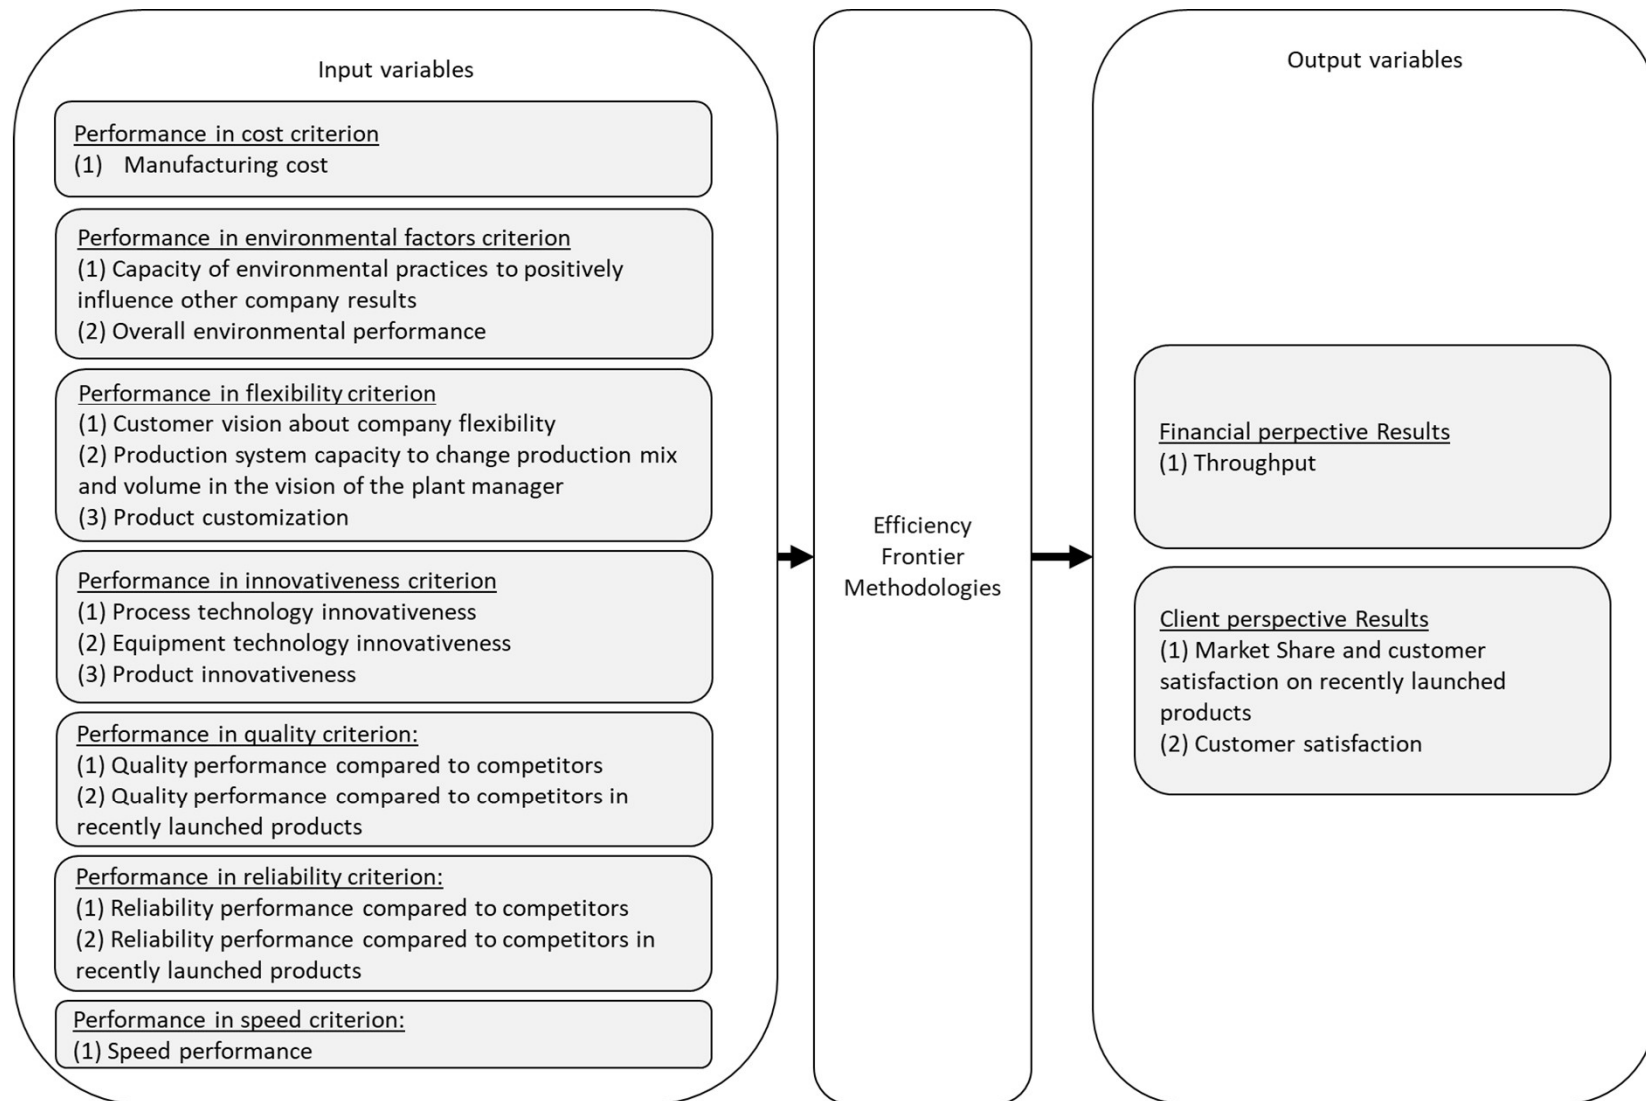 Input variables
Performance in cost criterion
(1) Manufacturing cost
Performance in environmental factors criterion
(1) Capacity of environmental practices to positively
influence other company results
(2) Overall environmental performance
Performance in flexibility criterion
(1) Customer vision about company flexibility
(2) Production system capacity to change production mix
and volume in the vision of the plant manager
(3) Product customization
Performance in innovativeness criterion
(1) Process technology innovativeness
(2) Equipment technology innovativeness
(3) Product innovativeness
Performance in quality criterion:
(1) Quality performance compared to competitors
(2) Quality performance compared to competitors in
recently launched products
Performance in reliability criterion:
(1) Reliability performance compared to competitors
(2) Reliability performance compared to competitors in
recently launched products
Performance in speed criterion:
(1) Speed performance
Efficiency
Frontier
Methodologies
Output variables
Financial perpective Results
(1) Throughput
Client perspective Results
(1) Market Share and customer
satisfaction on recently launched
products
(2) Customer satisfaction